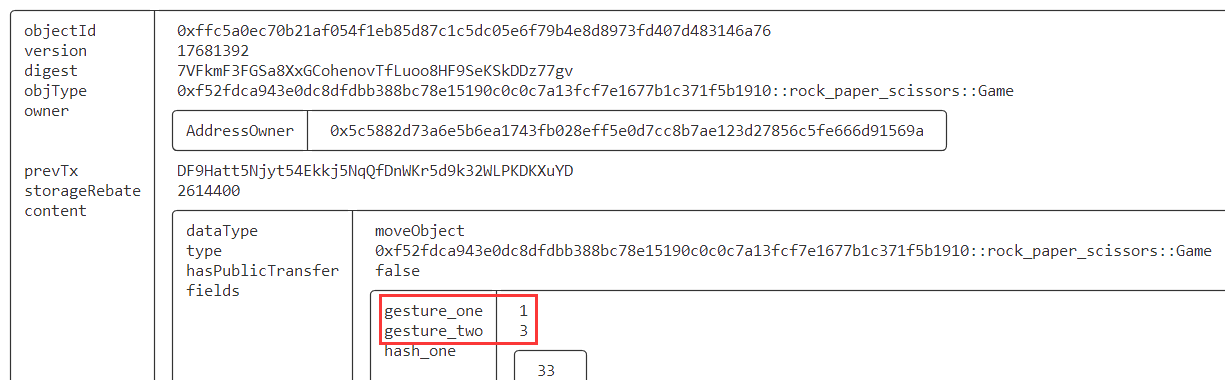 objectId 0xffc5a0ec70b21af054f1eb85d87c1c5dc05e6f79b4e8d8973fd407d483146a76
version 17681392
digest 7VFkmF3FGSa8XxGCohenovTfLuoo8HF9SeKSkDDz77gv
objType 0xf52fdca943e0dc8dfdbb388bc78e15190c0c0c7a13fcf7e1677b1c371f5b1910::rock_paper_scissors::Game
owner
AddressOwner 0x5c5882d73a6e5b6ea1743fb028eff5e0d7cc8b7ae123d27856c5fe666d91569a
prevTx DF9Hatt5Njyt54Ekkj5NqQfDnWKr5d9k32WLPKDKXuYD
storageRebate 2614400
content
dataType moveObject
type 0xf52fdca943e0dc8dfdbb388bc78e15190c0c0c7a13fcf7e1677b1c371f5b1910::rock_paper_scissors::Game
hasPublicTransfer false
fields
gesture_one 1
gesture_two 3
hash_one
33